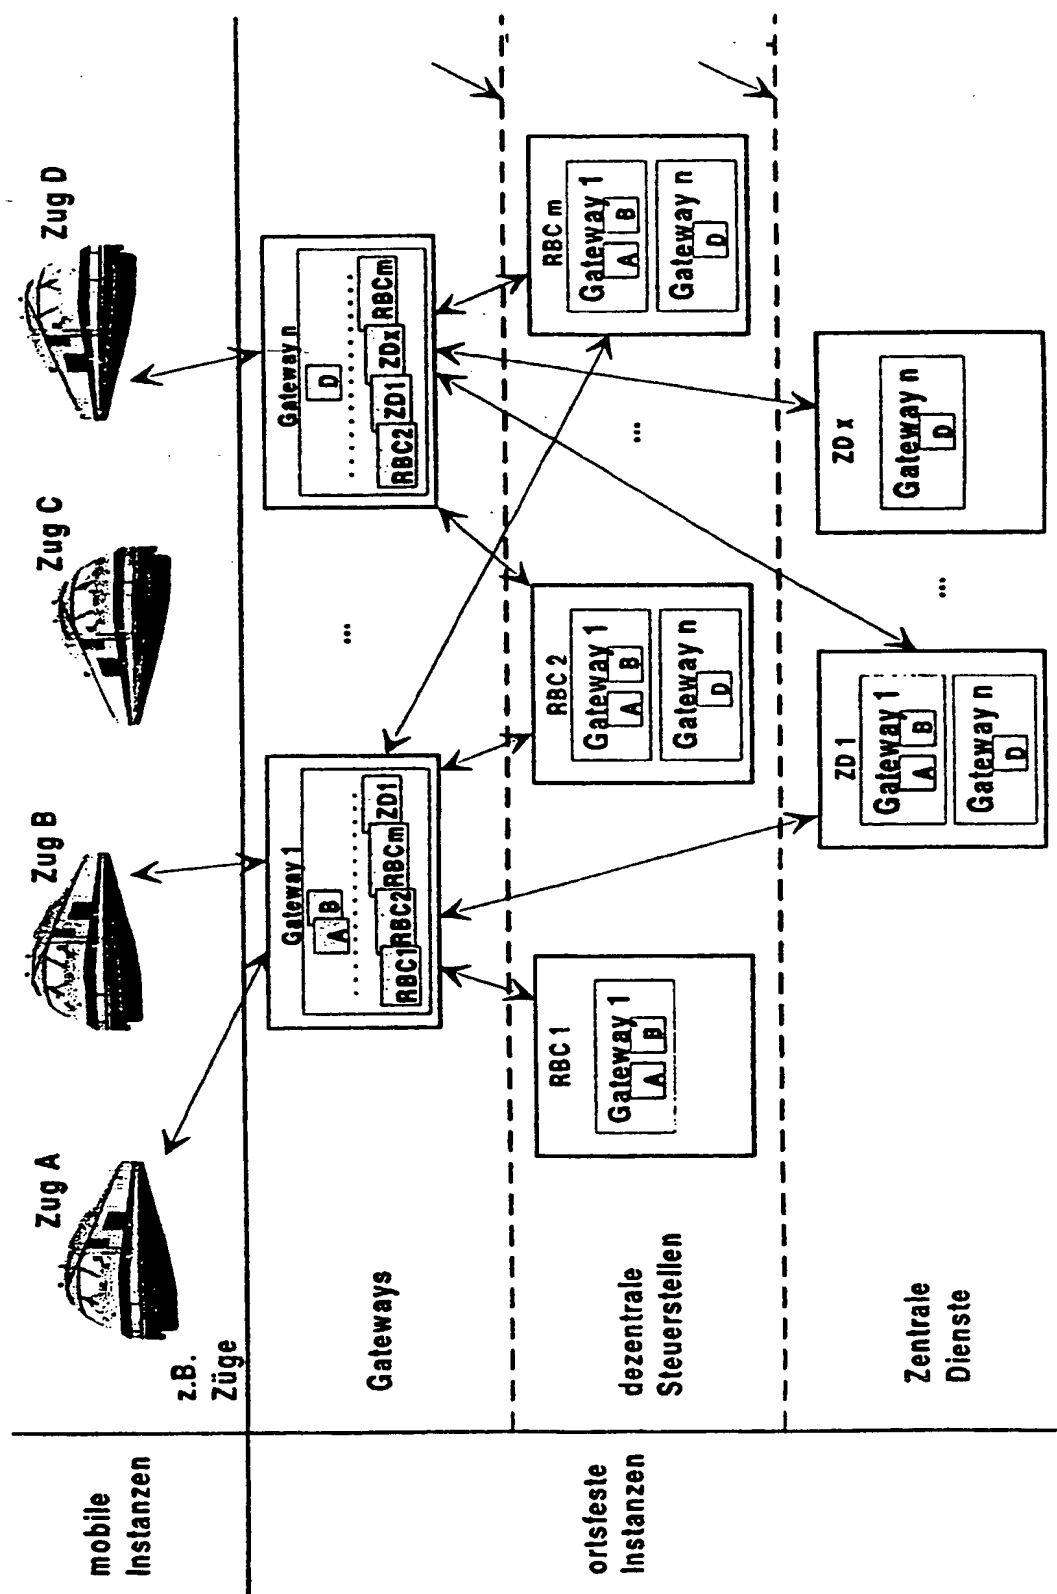 mobile
Instanzen
z.B.
Züge
Zug A
Zug B
Zug C
Zug D
ortsfeste
Instanzen
Gateways
Gateway 1
A
B
RBC1
RBC2
RBCm
ZD1
...
Gateway n
D
RBC2
ZD1
ZDx
RBCm
dezentrale
Steuerstellen
RBC 1
Gateway 1
A
B
RBC 2
Gateway 1
A
B
Gateway n
D
...
RBC m
Gateway 1
A
B
Gateway n
D
Zentrale
Dienste
ZD 1
Gateway 1
A
B
Gateway n
D
...
ZD x
Gateway n
D